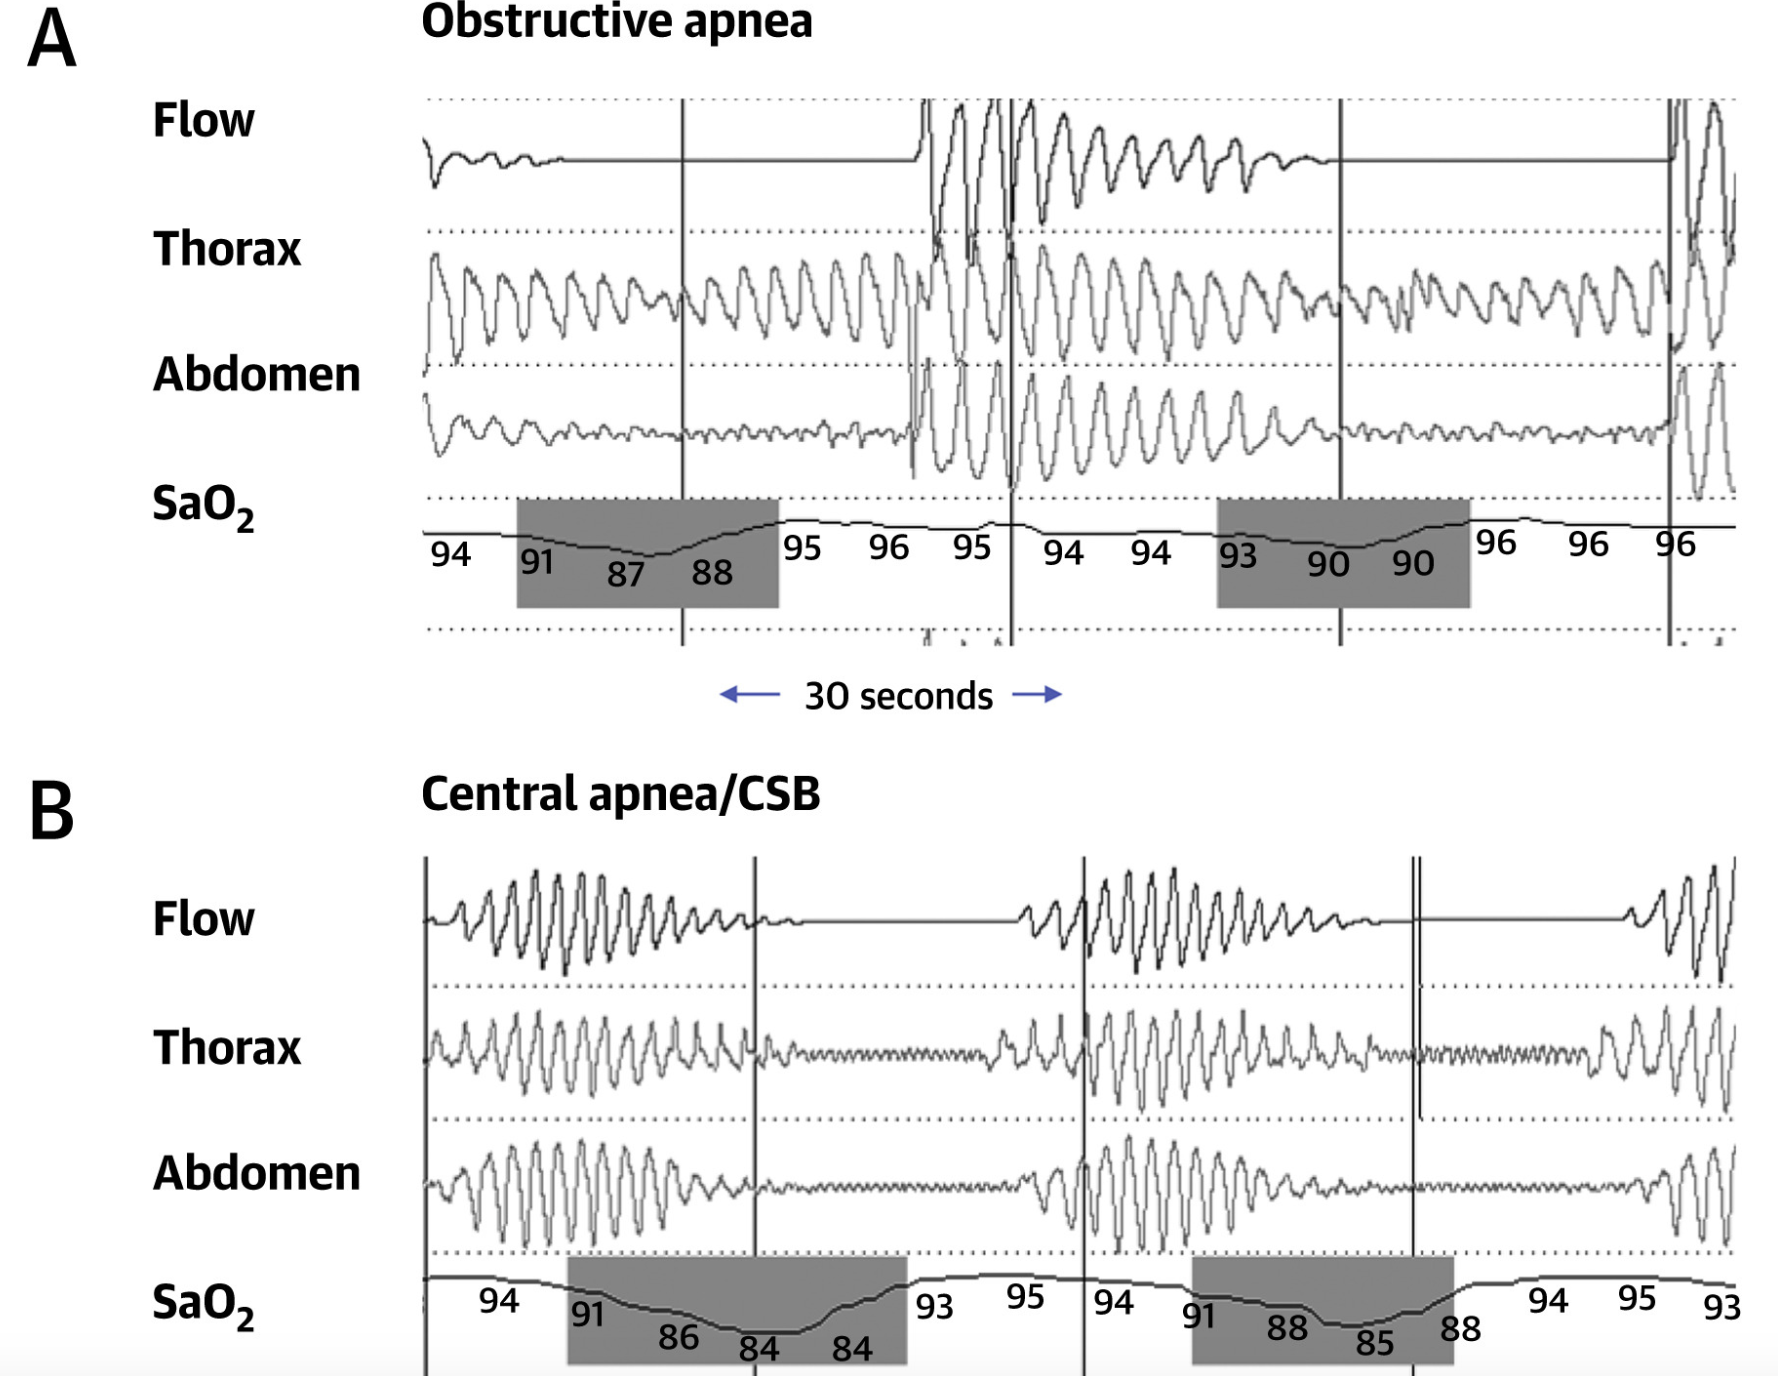 A
Obstructive apnea
Flow
Thorax
Abdomen
SaO₂
94 91 87 88 95 96 95 94 94 93 90 90 96 96 96
30 seconds
B
Central apnea/CSB
Flow
Thorax
Abdomen
SaO₂
94 91 86 84 84 93 95 94 91 88 85 88 94 95 93